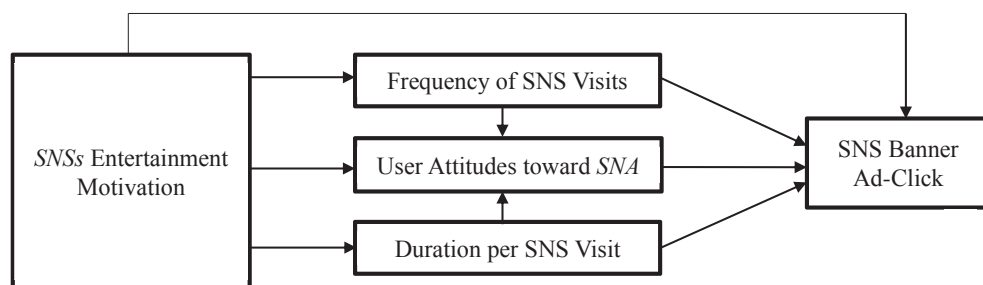 SNSs Entertainment
Motivation
Frequency of SNS Visits
User Attitudes toward SNA
Duration per SNS Visit
SNS Banner
Ad-Click